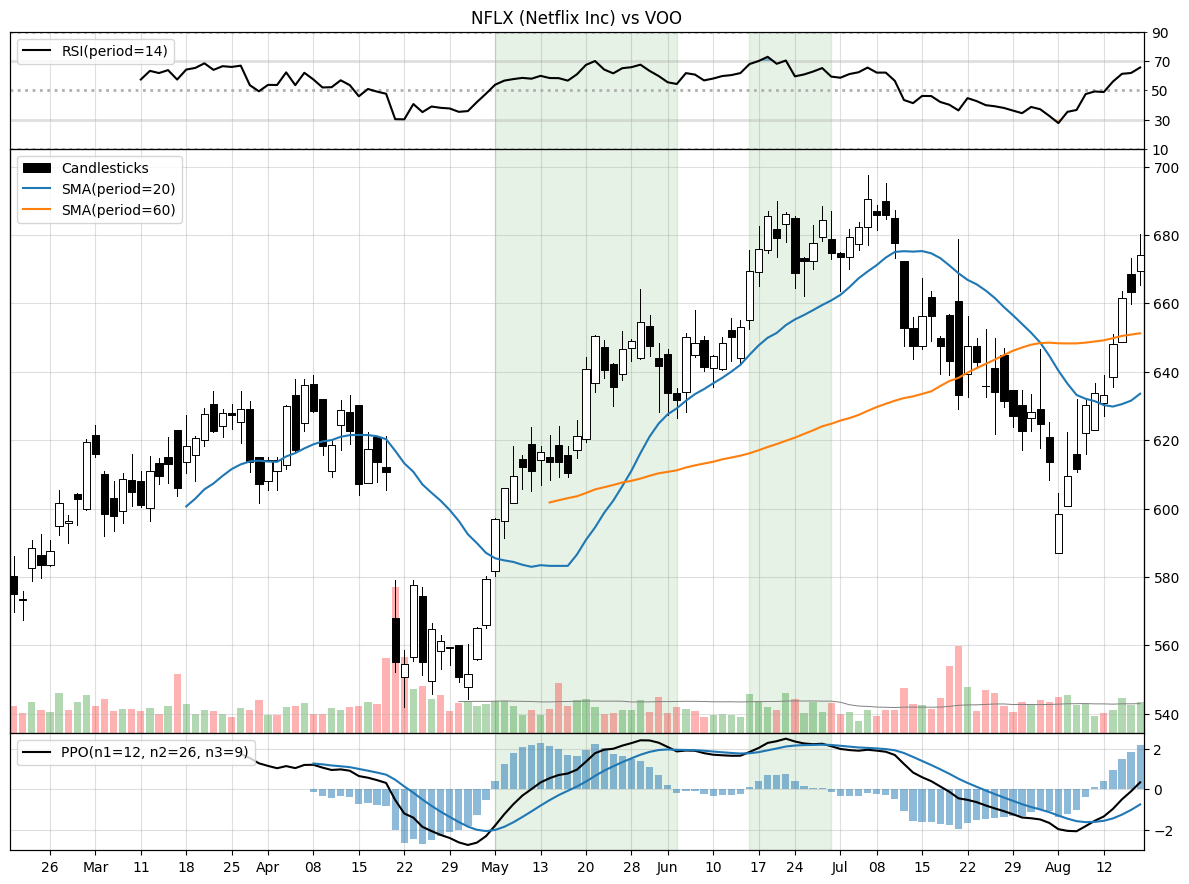 NFLX (Netflix Inc) vs VOO
RSI(period=14)
90
70
50
30
10
Candlesticks
SMA(period=20)
SMA(period=60)
700
680
660
640
620
600
580
560
540
PPO(n1=12, n2=26, n3=9)
2
0
−2
26 Mar 11 18 25 Apr 08 15 22 29 May 13 20 28 Jun 10 17 24 Jul 08 15 22 29 Aug 12